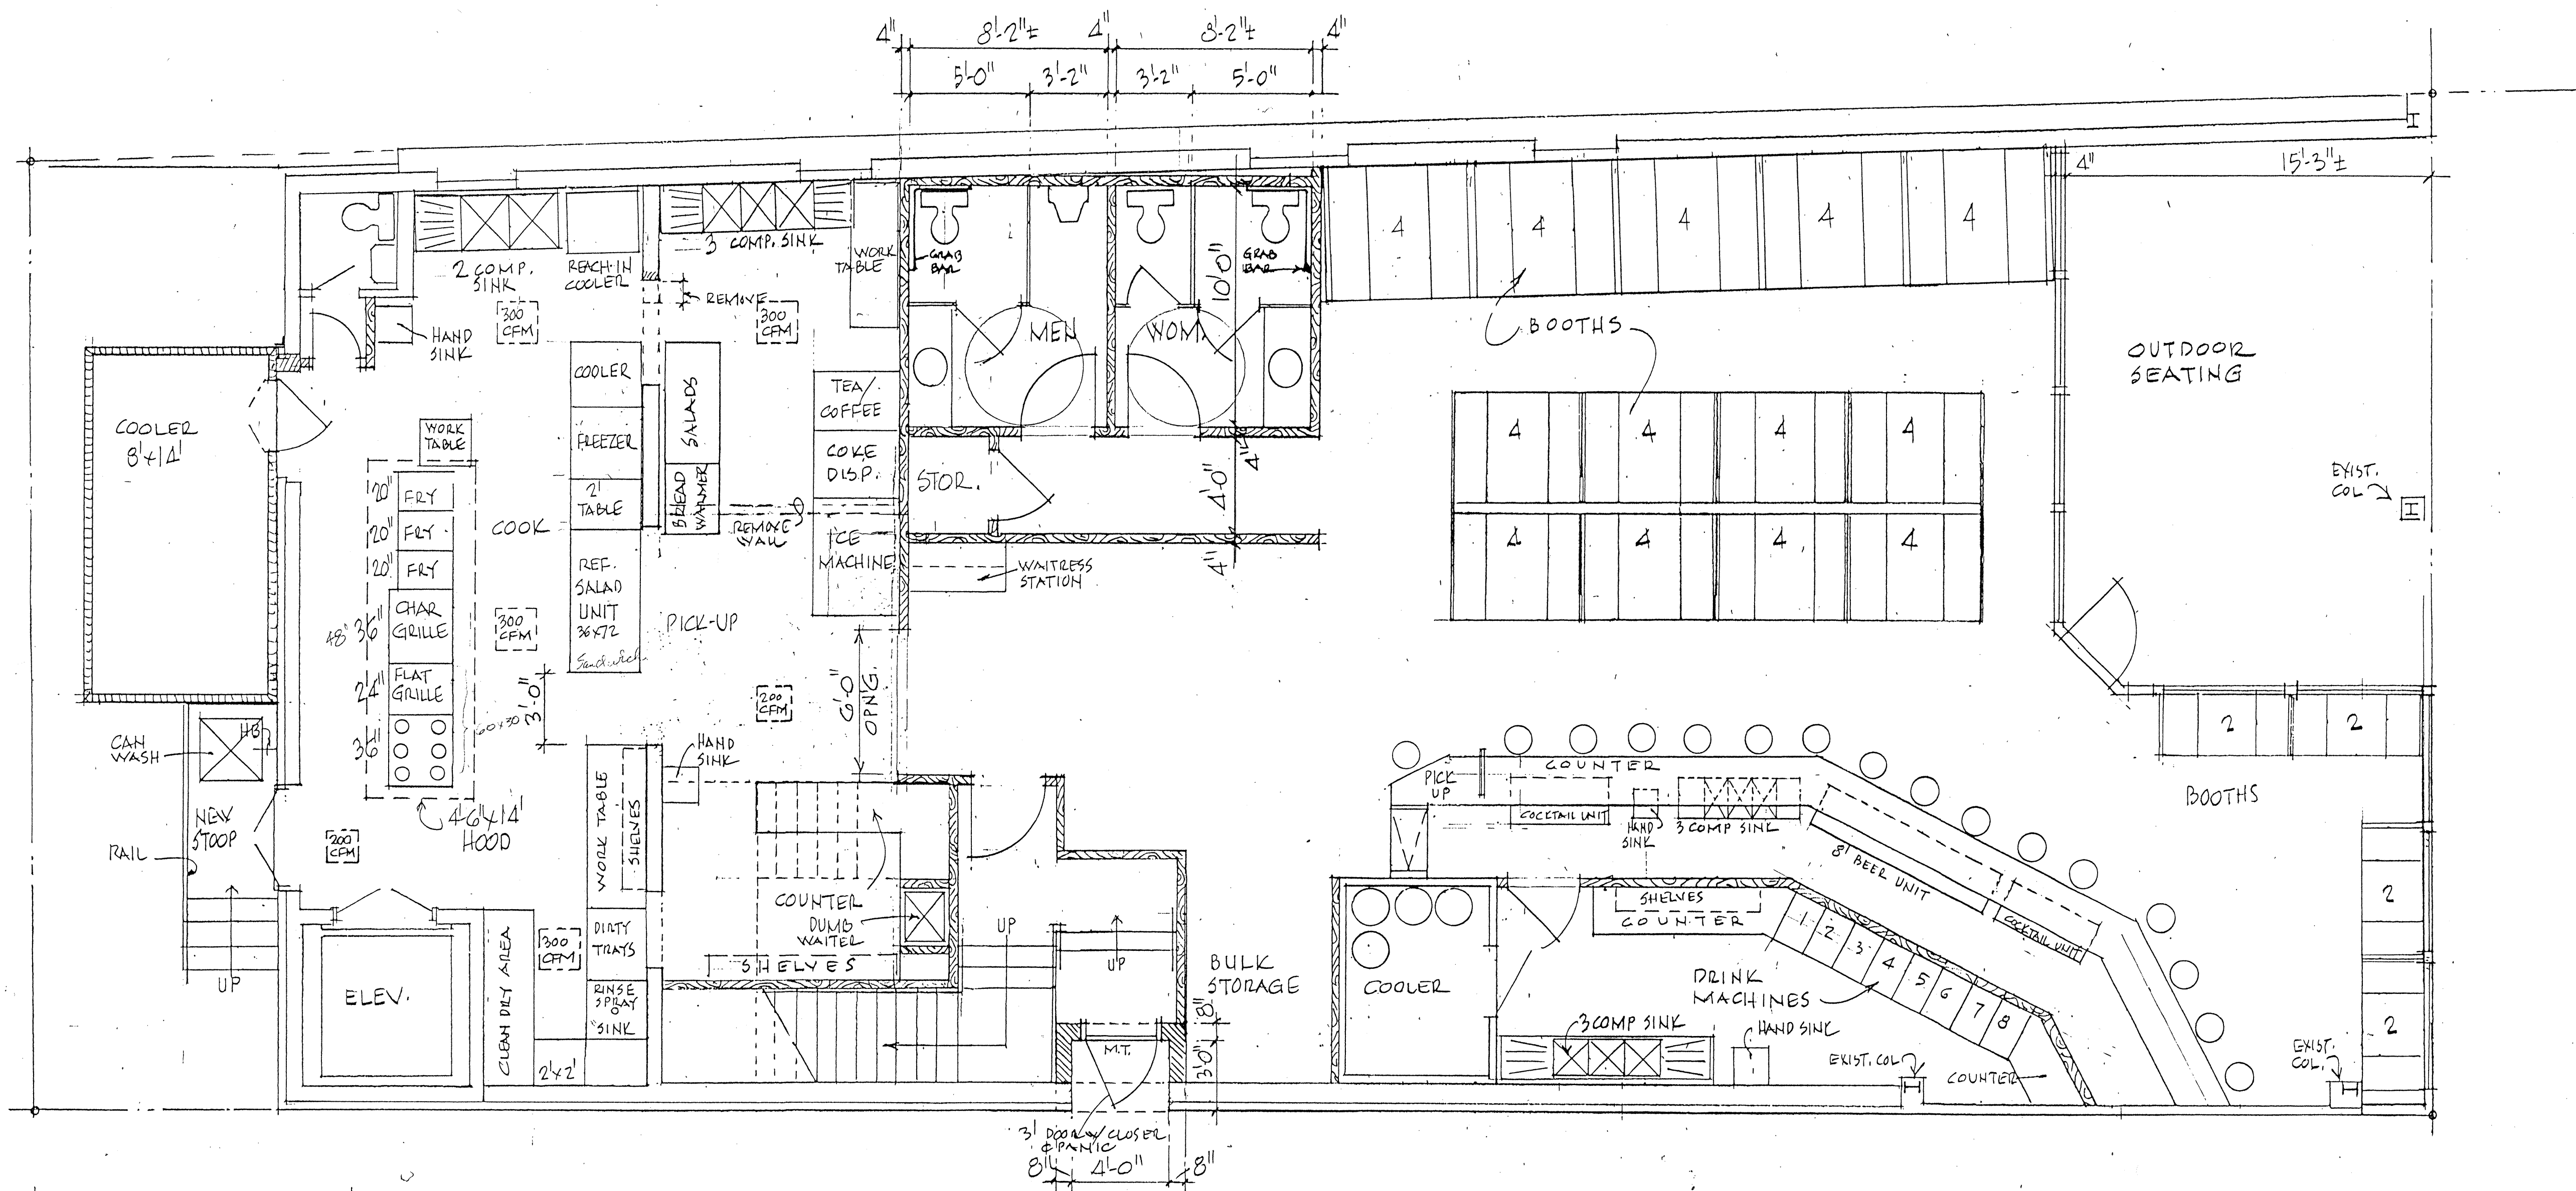 4" 8'-2"± 4" 8'-2"± 4"
5'-0" 3'-2" 3'-2" 5'-0"
4" 15'-3"±
2 COMP.
SINK
REACH-IN
COOLER
3 COMP. SINK
WORK
TABLE
GRAB
BAR
GRAB
BAR
10'-0"
4 4 4 4 4
REMOVE
300
CFM
300
CFM
HAND
SINK
MEN
WOM.
BOOTHS
OUTDOOR
SEATING
COOLER
8'x14'
WORK
TABLE
COOLER
FREEZER
2'
TABLE
REF.
SALAD
UNIT
36x72
Sandwich
SALADS
BREAD
WARMER
TEA/
COFFEE
COKE
DISP.
ICE
MACHINE
REMOVE
WALL
STOR.
4"
4'-0"
4"
WAITRESS
STATION
4 4 4 4
4 4 4 4
EXIST.
COL
20" FRY
20" FRY
20" FRY
48" 36" CHAR
GRILLE
24" FLAT
GRILLE
36"
60x30
COOK
300
CFM
PICK-UP
3'-0"
200
CFM
6'-0"
OPNG.
CAN
WASH
HB
NEW
STOOP
RAIL
UP
4'6"x14'
HOOD
200
CFM
HAND
SINK
WORK TABLE
SHELVES
COUNTER
DUMB
WAITER
SHELVES
DIRTY
TRAYS
RINSE
SPRAY
SINK
300
CFM
CLEAN DRY AREA
2'x2'
ELEV.
UP
UP
M.T.
8"
3'-0"
3' DOOR W/CLOSER
& PANIC
8" 4'-0" 8"
BULK
STORAGE
COOLER
PICK
UP
COUNTER
COCKTAIL UNIT
HAND
SINK
3 COMP SINK
8' BEER UNIT
COCKTAIL UNIT
SHELVES
COUNTER
1 2 3 4 5 6 7 8
DRINK
MACHINES
3 COMP SINK
HAND SINK
EXIST. COL
COUNTER
2 2
BOOTHS
2
2
EXIST.
COL.